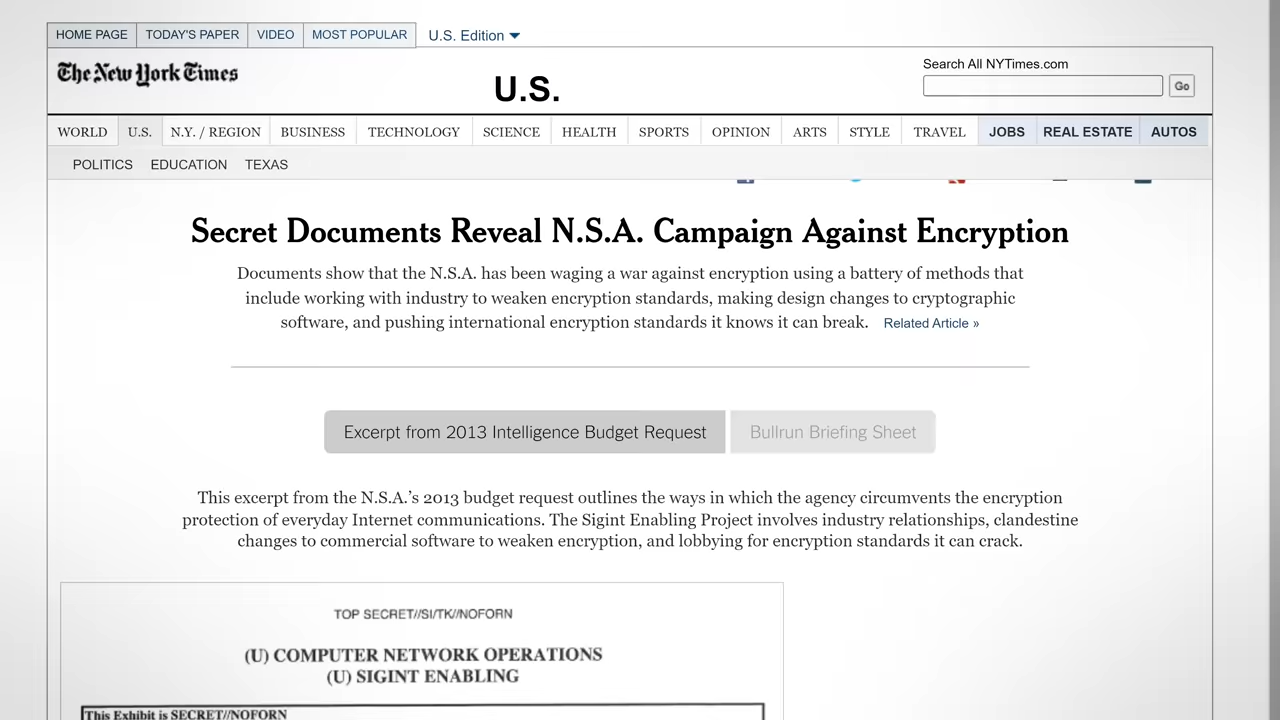 HOME PAGE TODAY'S PAPER VIDEO MOST POPULAR U.S. Edition
The New York Times
U.S.
Search All NYTimes.com
Go
WORLD U.S. N.Y. / REGION BUSINESS TECHNOLOGY SCIENCE HEALTH SPORTS OPINION ARTS STYLE TRAVEL JOBS REAL ESTATE AUTOS
POLITICS EDUCATION TEXAS
Secret Documents Reveal N.S.A. Campaign Against Encryption
Documents show that the N.S.A. has been waging a war against encryption using a battery of methods that
include working with industry to weaken encryption standards, making design changes to cryptographic
software, and pushing international encryption standards it knows it can break. Related Article »
Excerpt from 2013 Intelligence Budget Request Bullrun Briefing Sheet
This excerpt from the N.S.A.'s 2013 budget request outlines the ways in which the agency circumvents the encryption
protection of everyday Internet communications. The Sigint Enabling Project involves industry relationships, clandestine
changes to commercial software to weaken encryption, and lobbying for encryption standards it can crack.
TOP SECRET//SI/TK//NOFORN
(U) COMPUTER NETWORK OPERATIONS
(U) SIGINT ENABLING
This Exhibit is SECRET//NOFORN